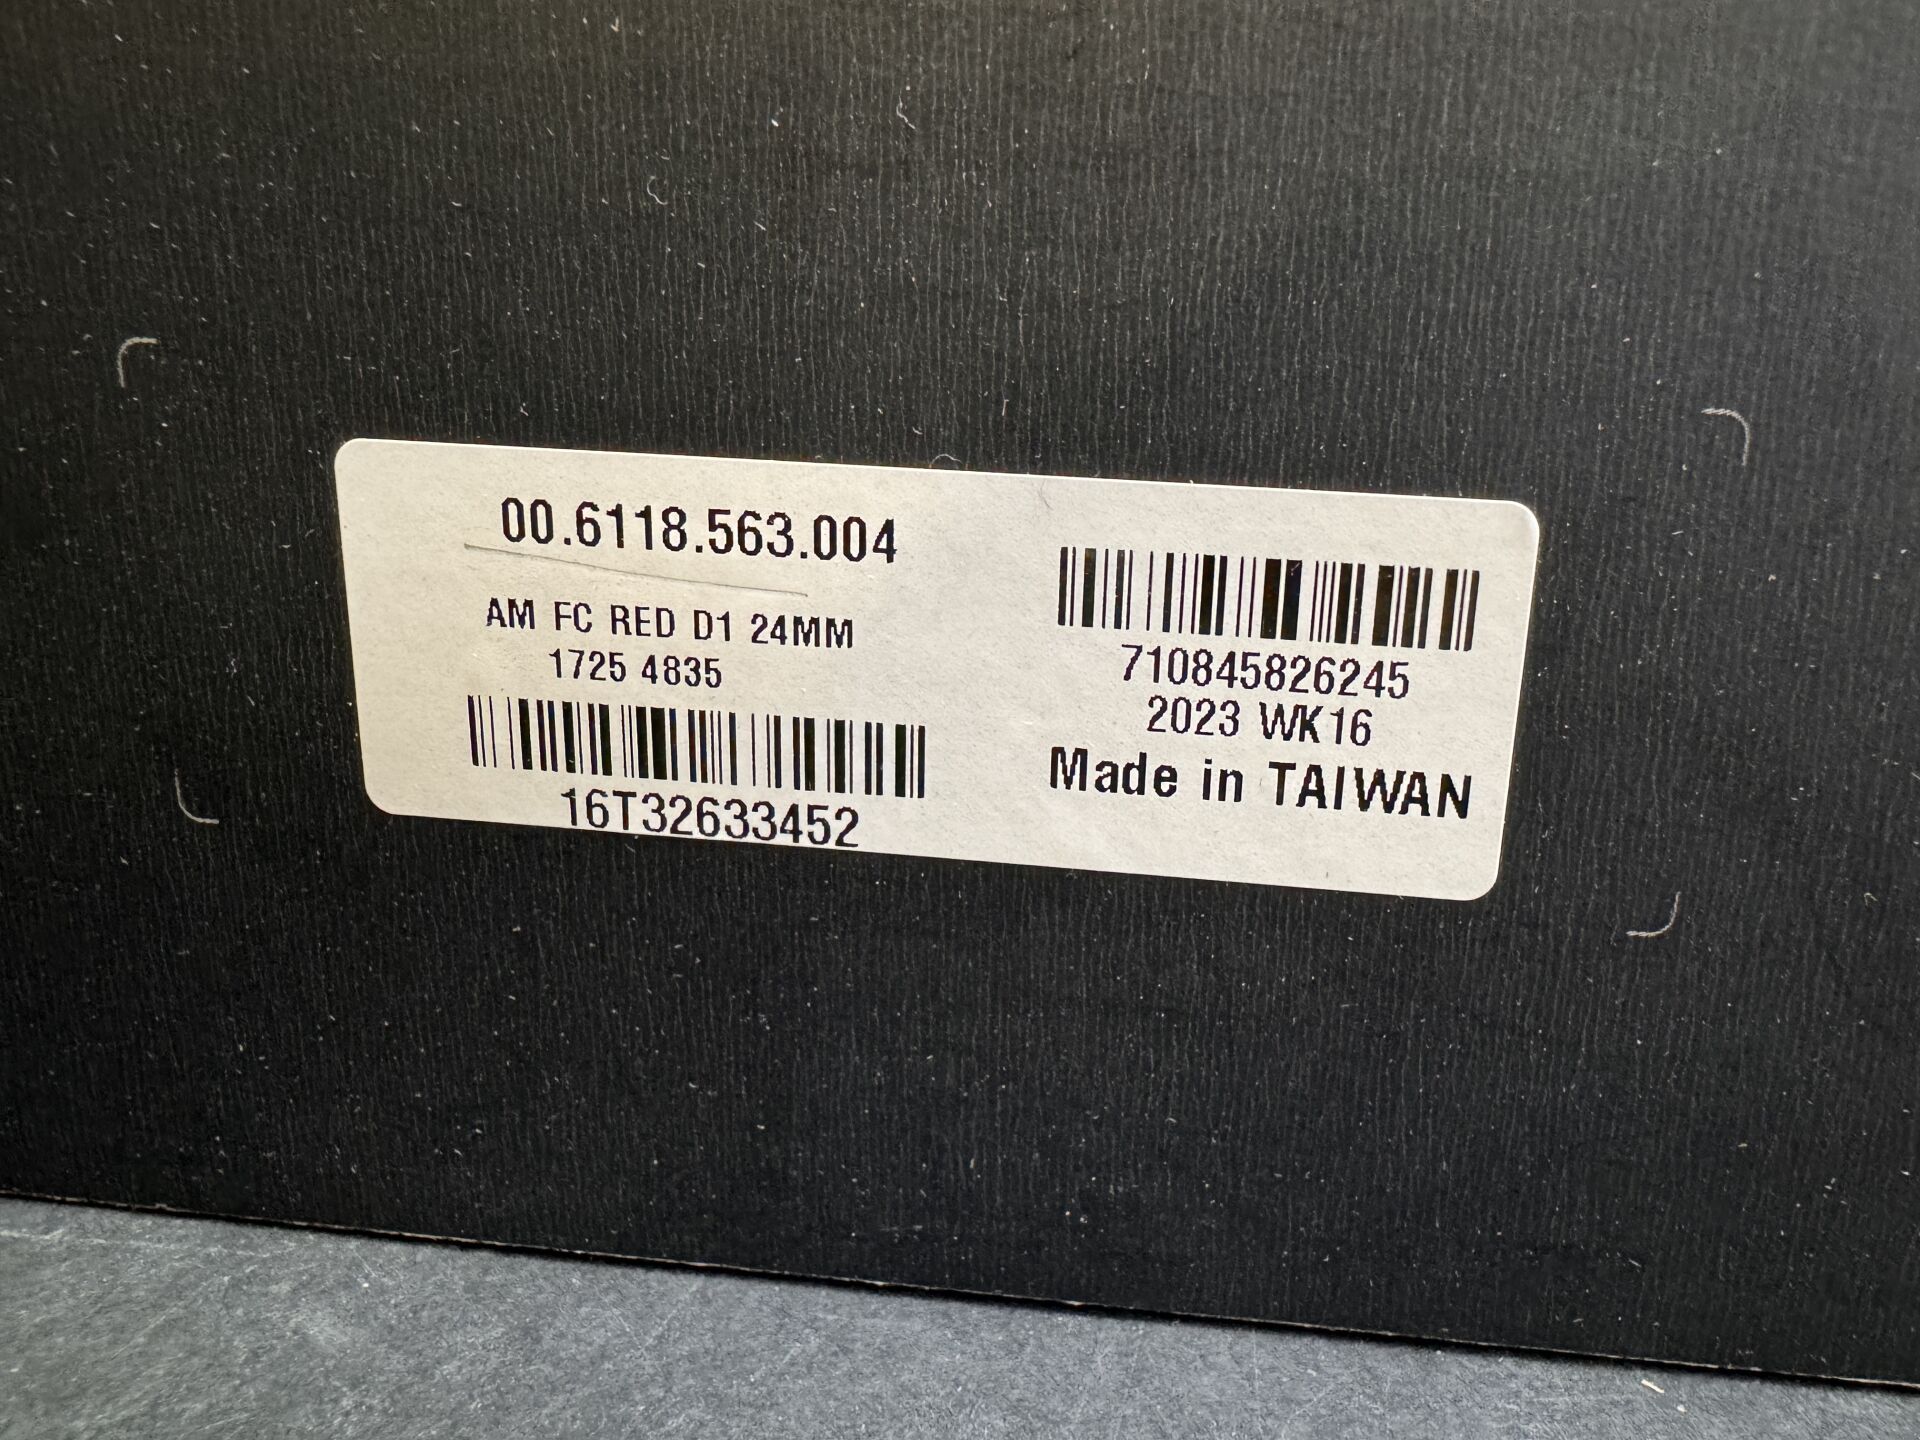 00.6118.563.004
AM FC RED D1 24MM
1725 4835
16T32633452
710845826245
2023 WK16
Made in TAIWAN